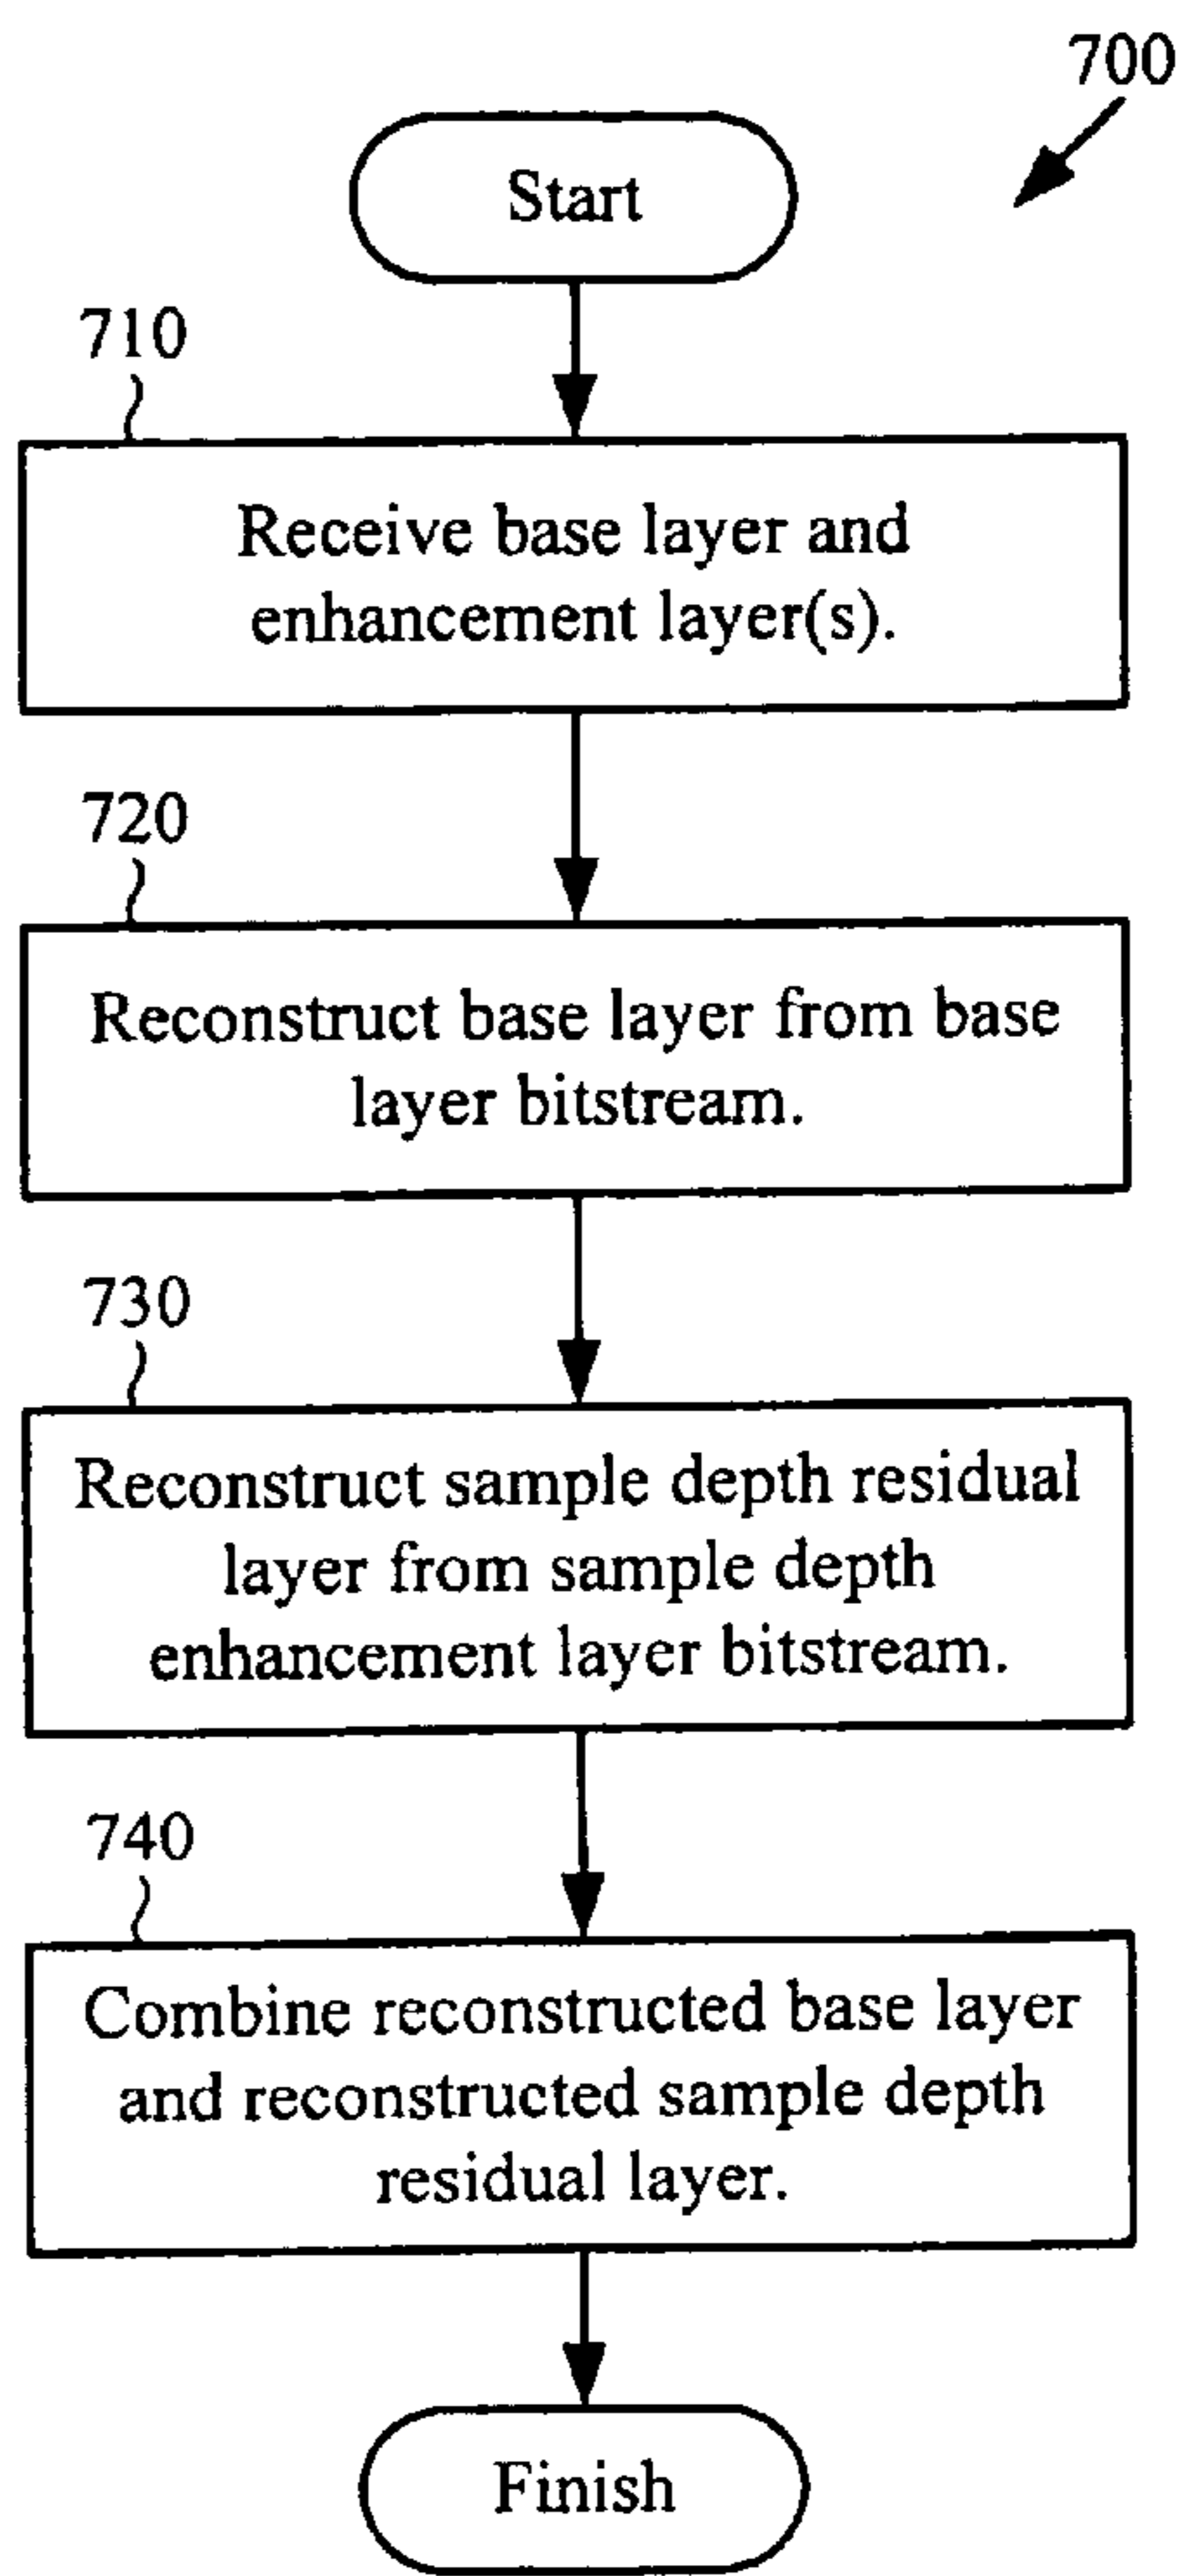 700
Start
710
Receive base layer and
enhancement layer(s).
720
Reconstruct base layer from base
layer bitstream.
730
Reconstruct sample depth residual
layer from sample depth
enhancement layer bitstream.
740
Combine reconstructed base layer
and reconstructed sample depth
residual layer.
Finish